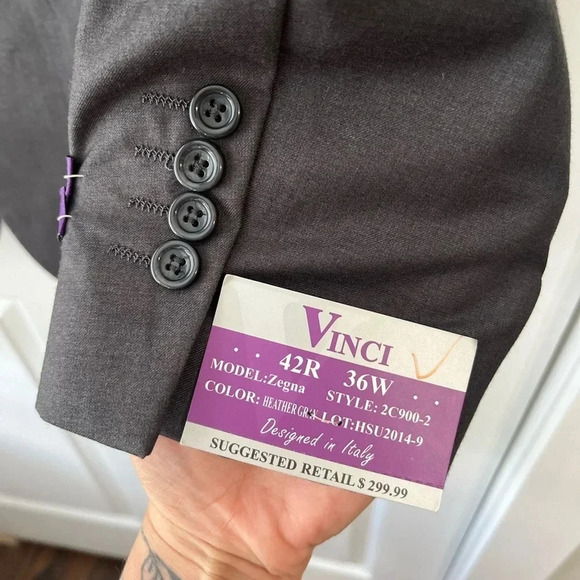 VINCI
42R 36W
MODEL:Zegna STYLE: 2C900-2
COLOR: HEATHER GR LOT:HSU2014-9
Designed in Italy
SUGGESTED RETAIL $ 299.99